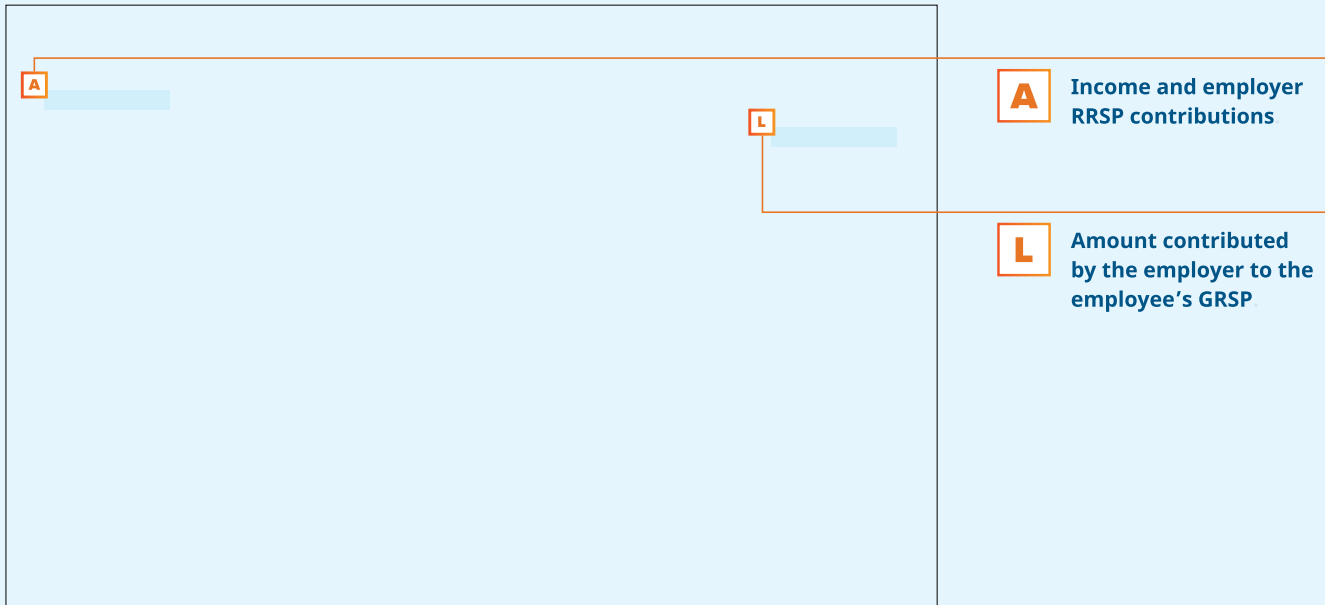 A
L
A
Income and employer
RRSP contributions.
L
Amount contributed
by the employer to the
employee’s GRSP.